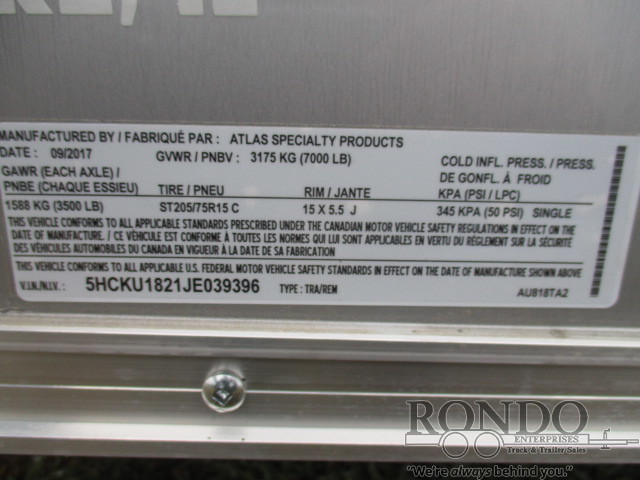 MANUFACTURED BY / FABRIQUÉ PAR : ATLAS SPECIALTY PRODUCTS
DATE : 09/2017 GVWR / PNBV : 3175 KG (7000 LB)
GAWR (EACH AXLE) / PNBE (CHAQUE ESSIEU) TIRE / PNEU RIM / JANTE COLD INFL. PRESS. / PRESS.
DE GONFL. À FROID
KPA (PSI / LPC)
1588 KG (3500 LB) ST205/75R15 C 15 X 5.5 J 345 KPA (50 PSI) SINGLE
THIS VEHICLE CONFORMS TO ALL APPLICABLE STANDARDS PRESCRIBED UNDER THE CANADIAN MOTOR VEHICLE SAFETY REGULATIONS IN EFFECT ON THE
DATE OF MANUFACTURE / CE VÉHICULE EST CONFORME À TOUTES LES NORMES QUI LUI SONT APPLICABLES EN VERTU DU RÈGLEMENT SUR LA SÉCURITÉ
DES VÉHICULES AUTOMOBILES DU CANADA EN VIGUEUR À LA DATE DE SA FABRICATION
THIS VEHICLE CONFORMS TO ALL APPLICABLE U.S. FEDERAL MOTOR VEHICLE SAFETY STANDARDS IN EFFECT ON THE DATE OF MANUFACTURE SHOWN ABOVE
V.I.N./N.I.V.: 5HCKU1821JE039396 TYPE : TRA/REM AU818TA2
RONDO
ENTERPRISES
Truck & Trailer Sales
"We're always behind you."